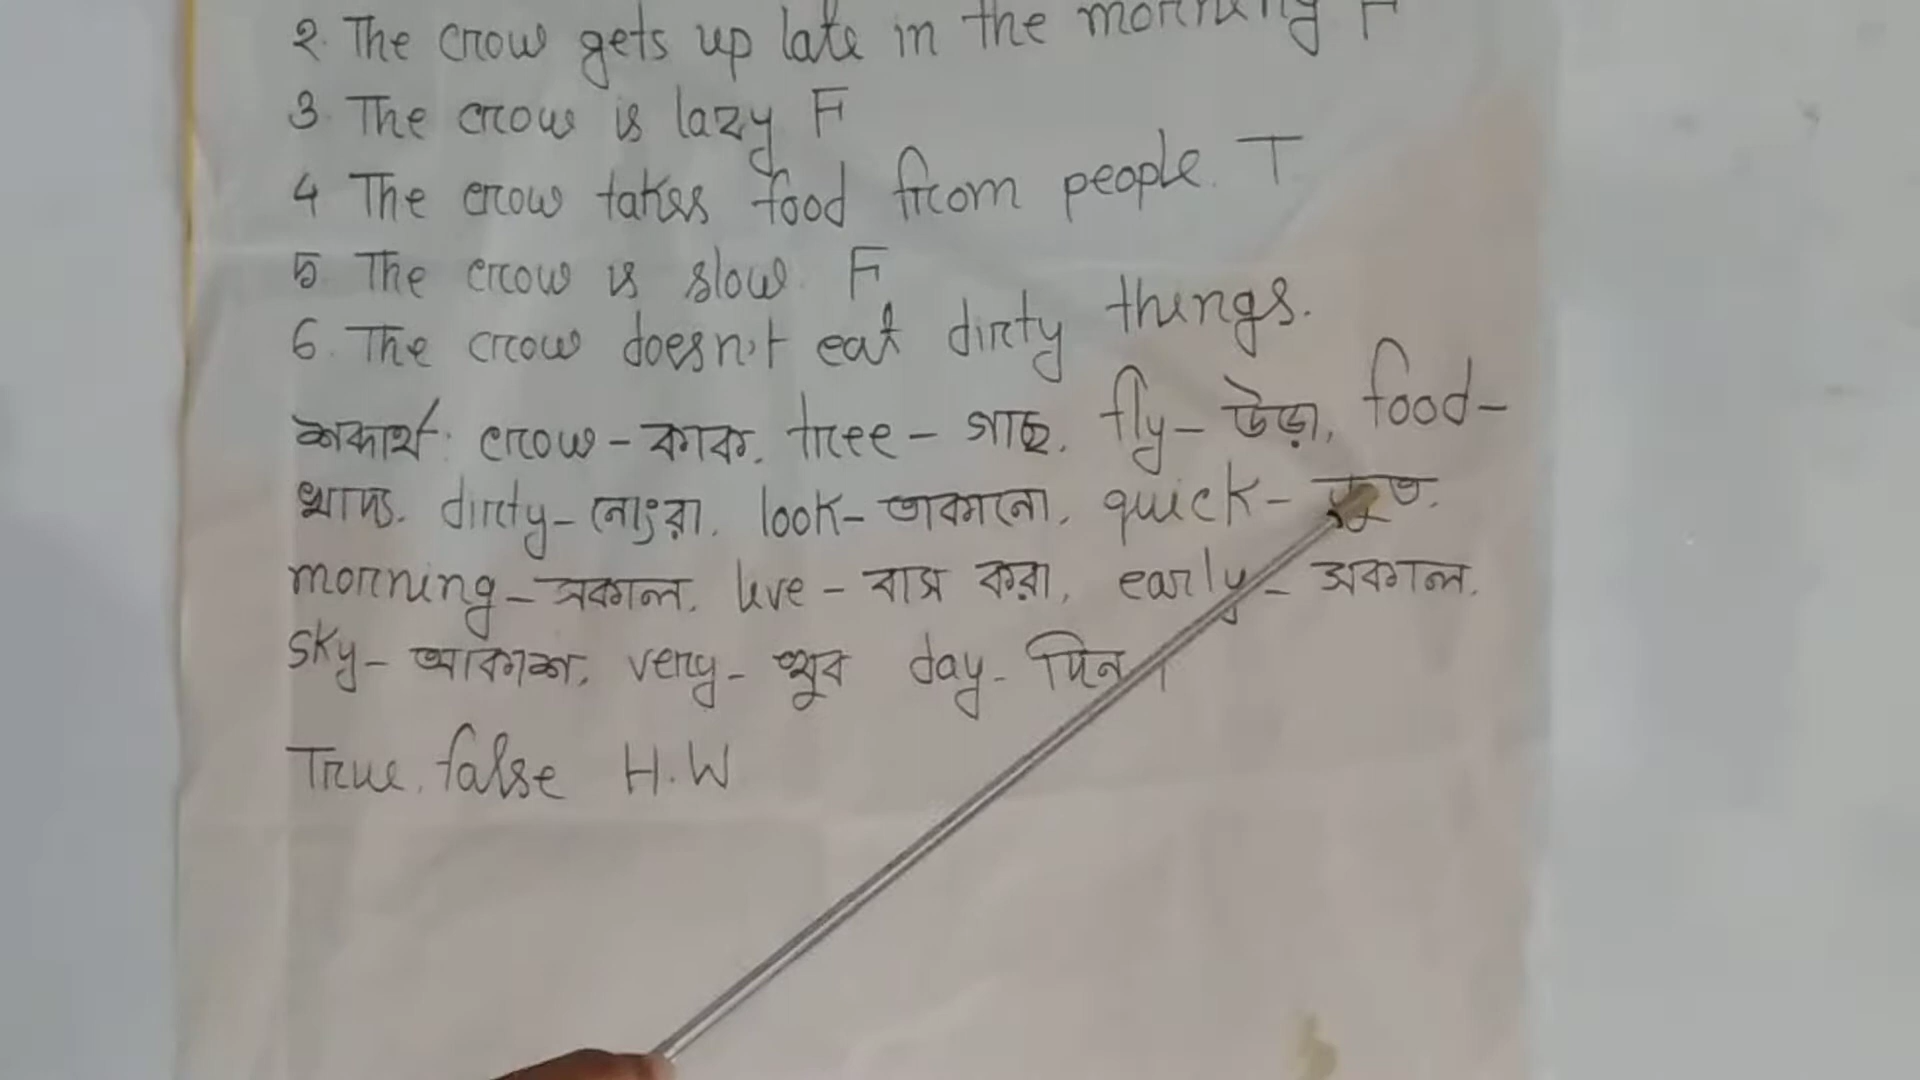 2. The crow gets up late in the morning F
3. The crow is lazy F
4 The crow takes food from people. T
5. The crow is slow. F
6. The crow doesn't eat dirty things.
শব্দার্থ: crow - কাক, tree - গাছ, fly - উড়া, food -
খাদ্য, dirty - নোংরা, look - তাকানো, quick - দ্রুত,
morning - সকাল, live - বাস করা, early - সকাল,
sky - আকাশ, very - খুব day - দিন।
True, false H.W